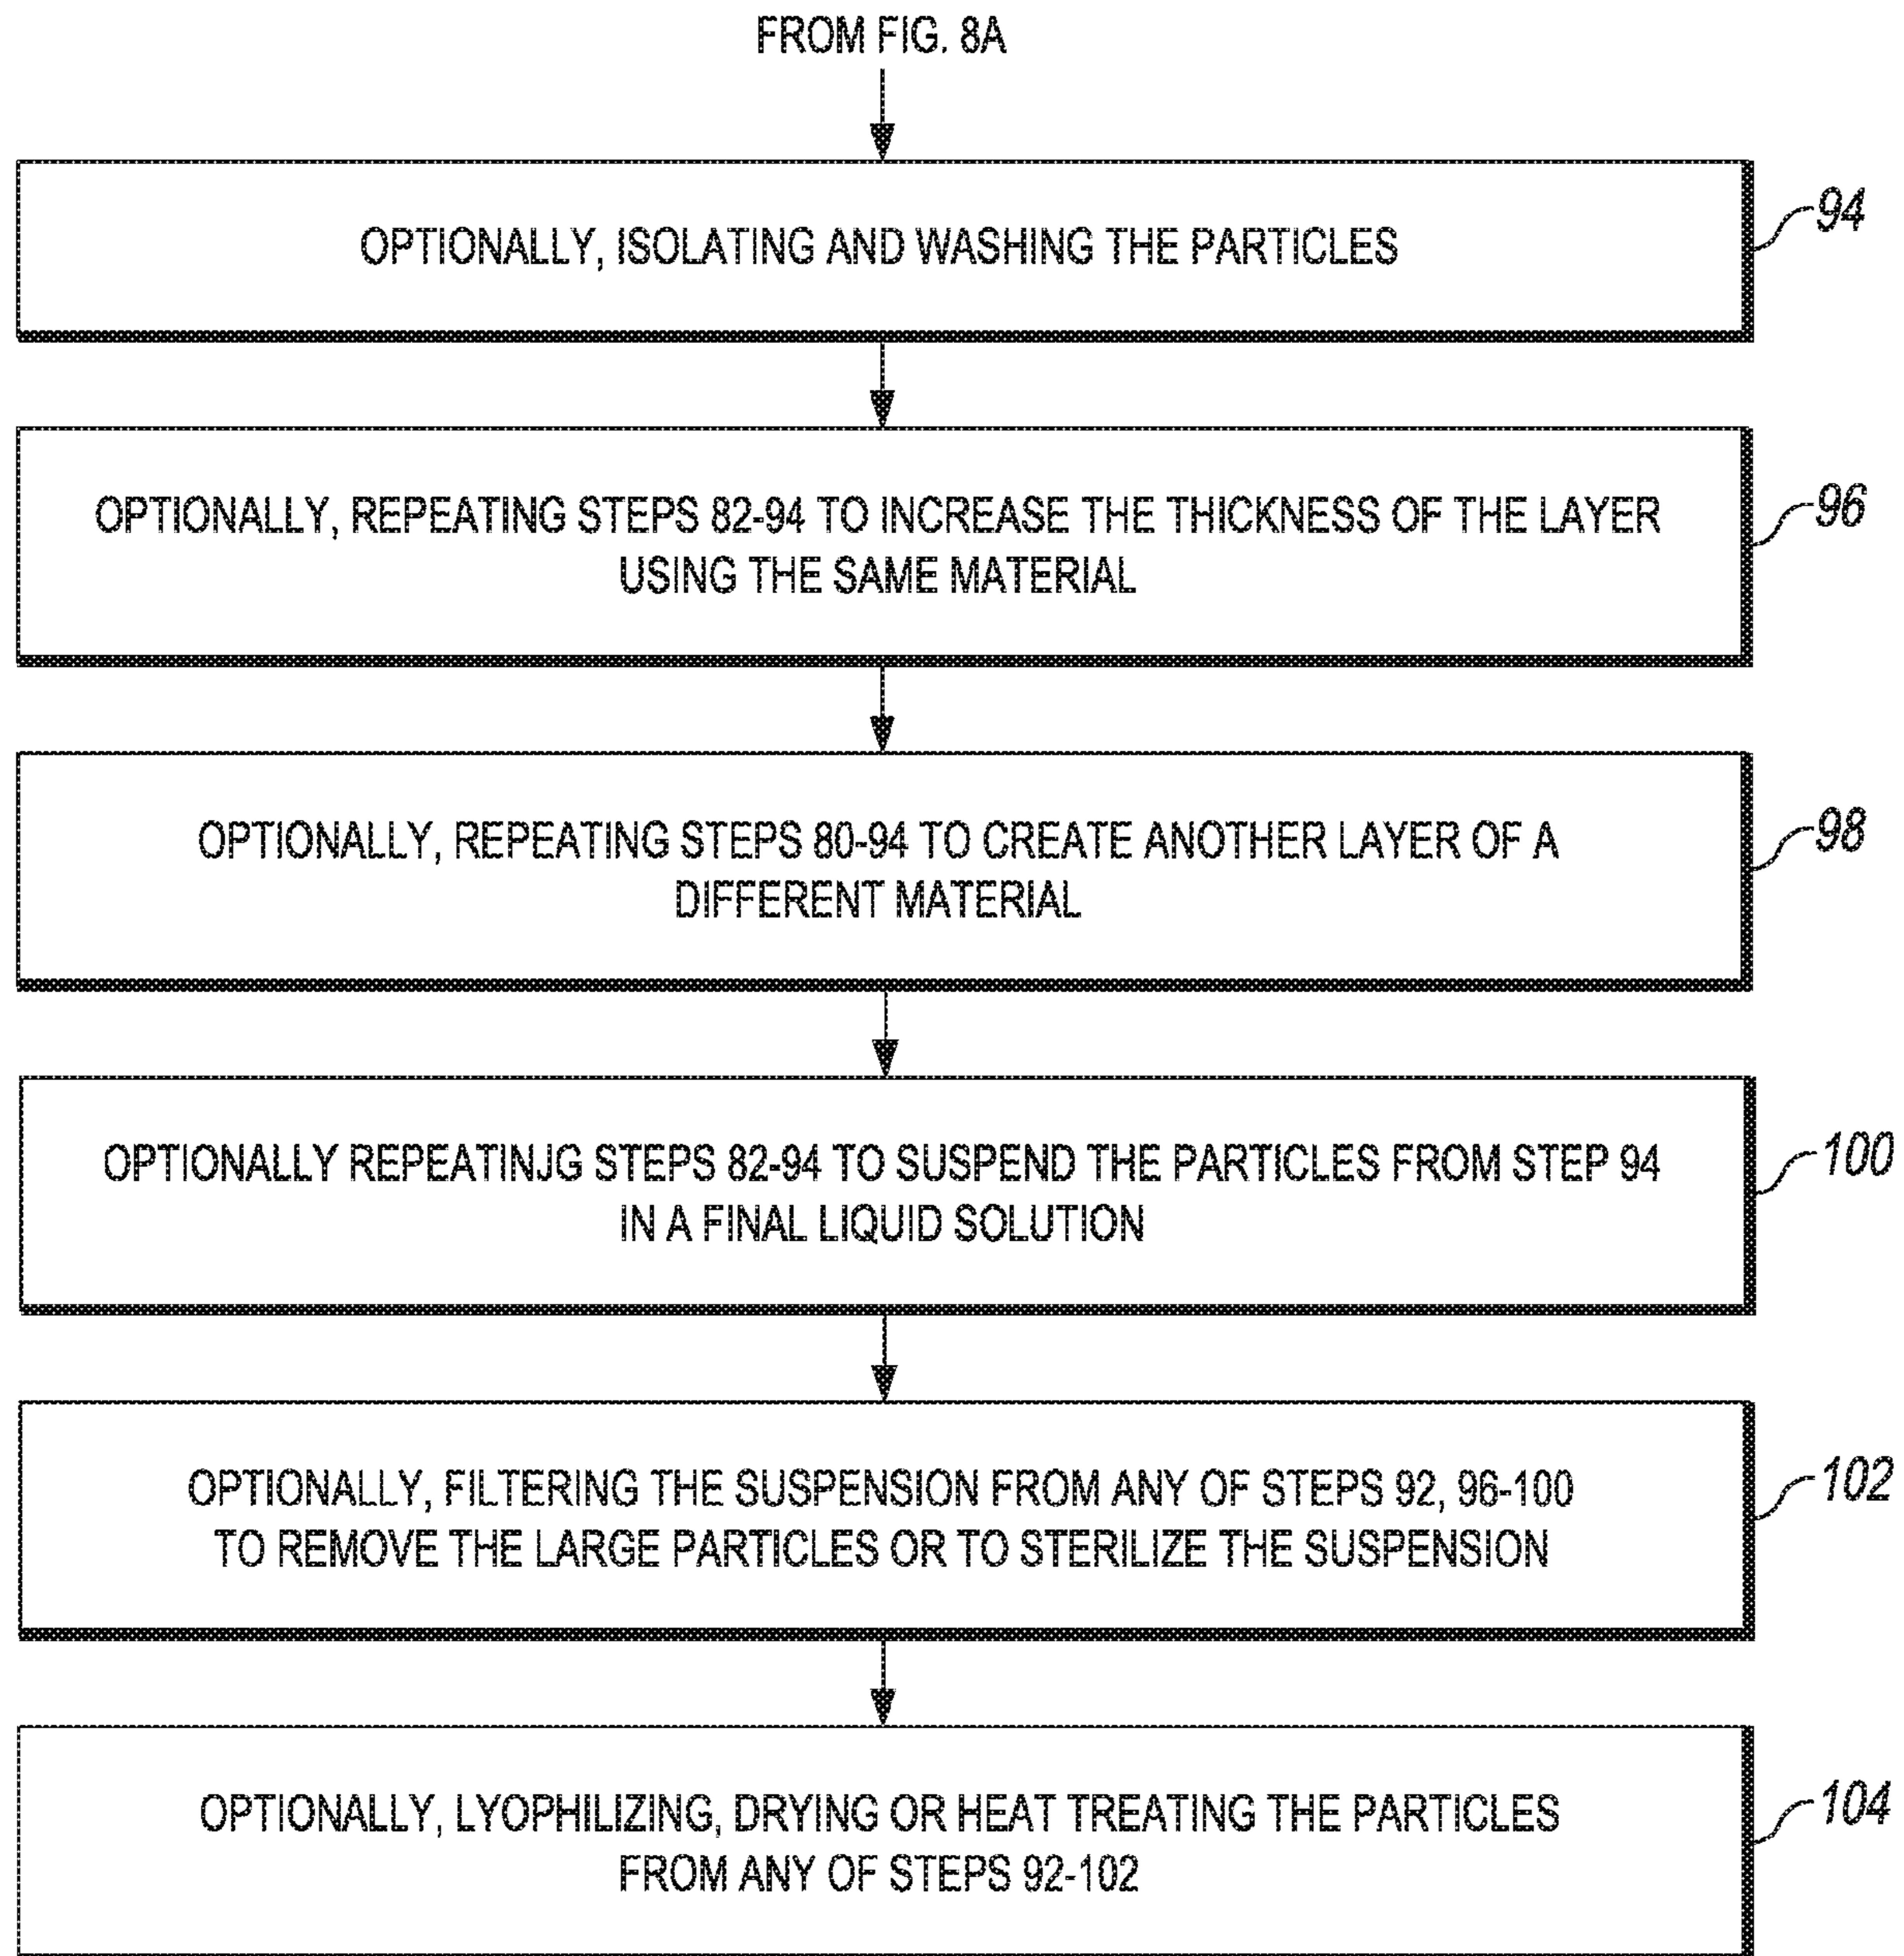 FROM FIG. 8A
OPTIONALLY, ISOLATING AND WASHING THE PARTICLES
94
OPTIONALLY, REPEATING STEPS 82-94 TO INCREASE THE THICKNESS OF THE LAYER
USING THE SAME MATERIAL
96
OPTIONALLY, REPEATING STEPS 80-94 TO CREATE ANOTHER LAYER OF A
DIFFERENT MATERIAL
98
OPTIONALLY REPEATINJG STEPS 82-94 TO SUSPEND THE PARTICLES FROM STEP 94
IN A FINAL LIQUID SOLUTION
100
OPTIONALLY, FILTERING THE SUSPENSION FROM ANY OF STEPS 92, 96-100
TO REMOVE THE LARGE PARTICLES OR TO STERILIZE THE SUSPENSION
102
OPTIONALLY, LYOPHILIZING, DRYING OR HEAT TREATING THE PARTICLES
FROM ANY OF STEPS 92-102
104